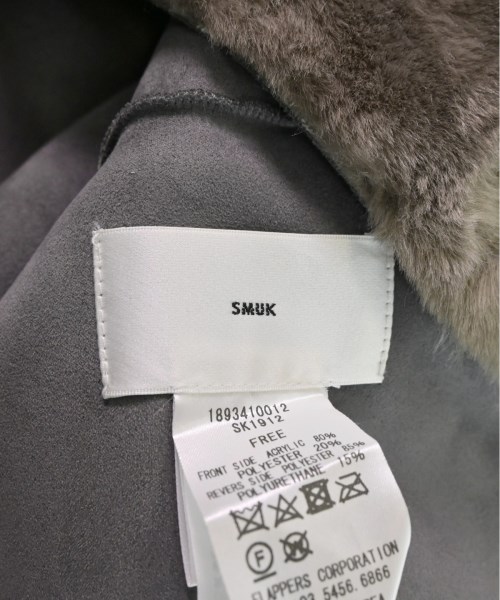 SMUK
1893410012
SK1912
FREE
FRONT SIDE ACRYLIC 80%
POLYESTER 20%
REVERS SIDE POLYESTER 85%
POLYURETHANE 15%
F W
FLAPPERS CORPORATION
03.5456.6866